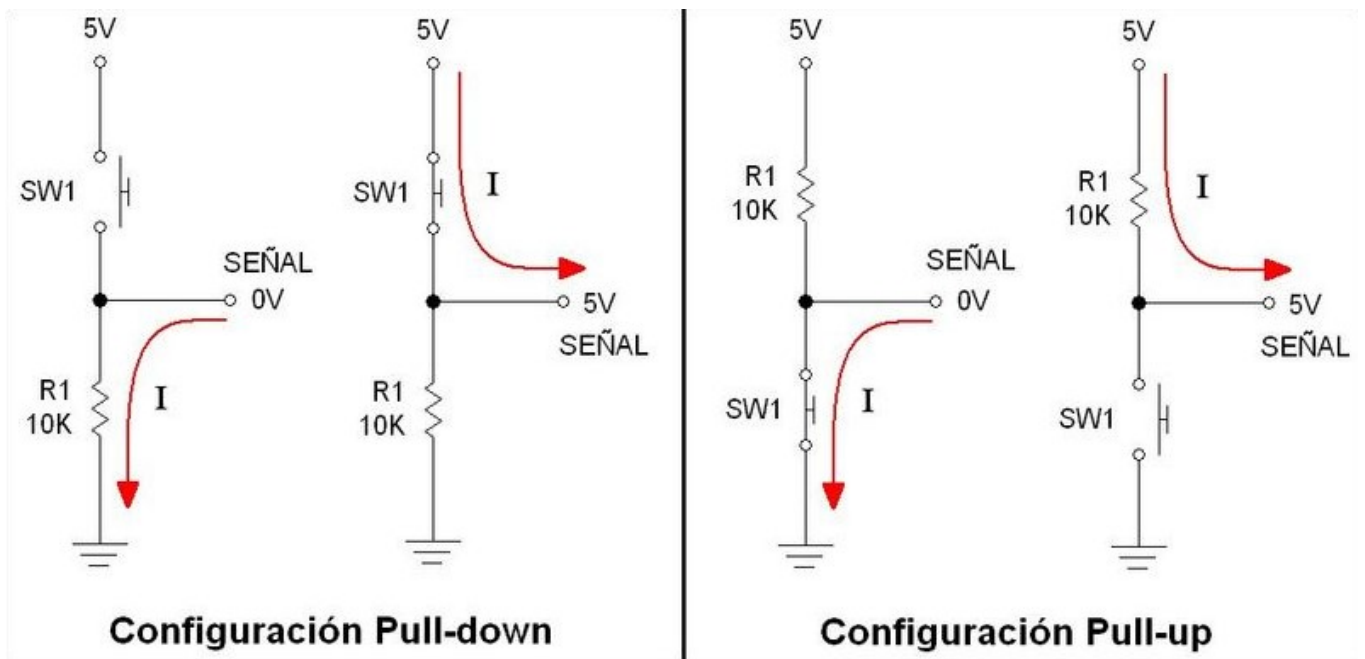 5V
SW1
SEÑAL
0V
R1
10K
I
5V
SW1
I
5V
SEÑAL
R1
10K
Configuración Pull-down
5V
R1
10K
SEÑAL
0V
SW1
I
5V
R1
10K
I
5V
SEÑAL
SW1
Configuración Pull-up